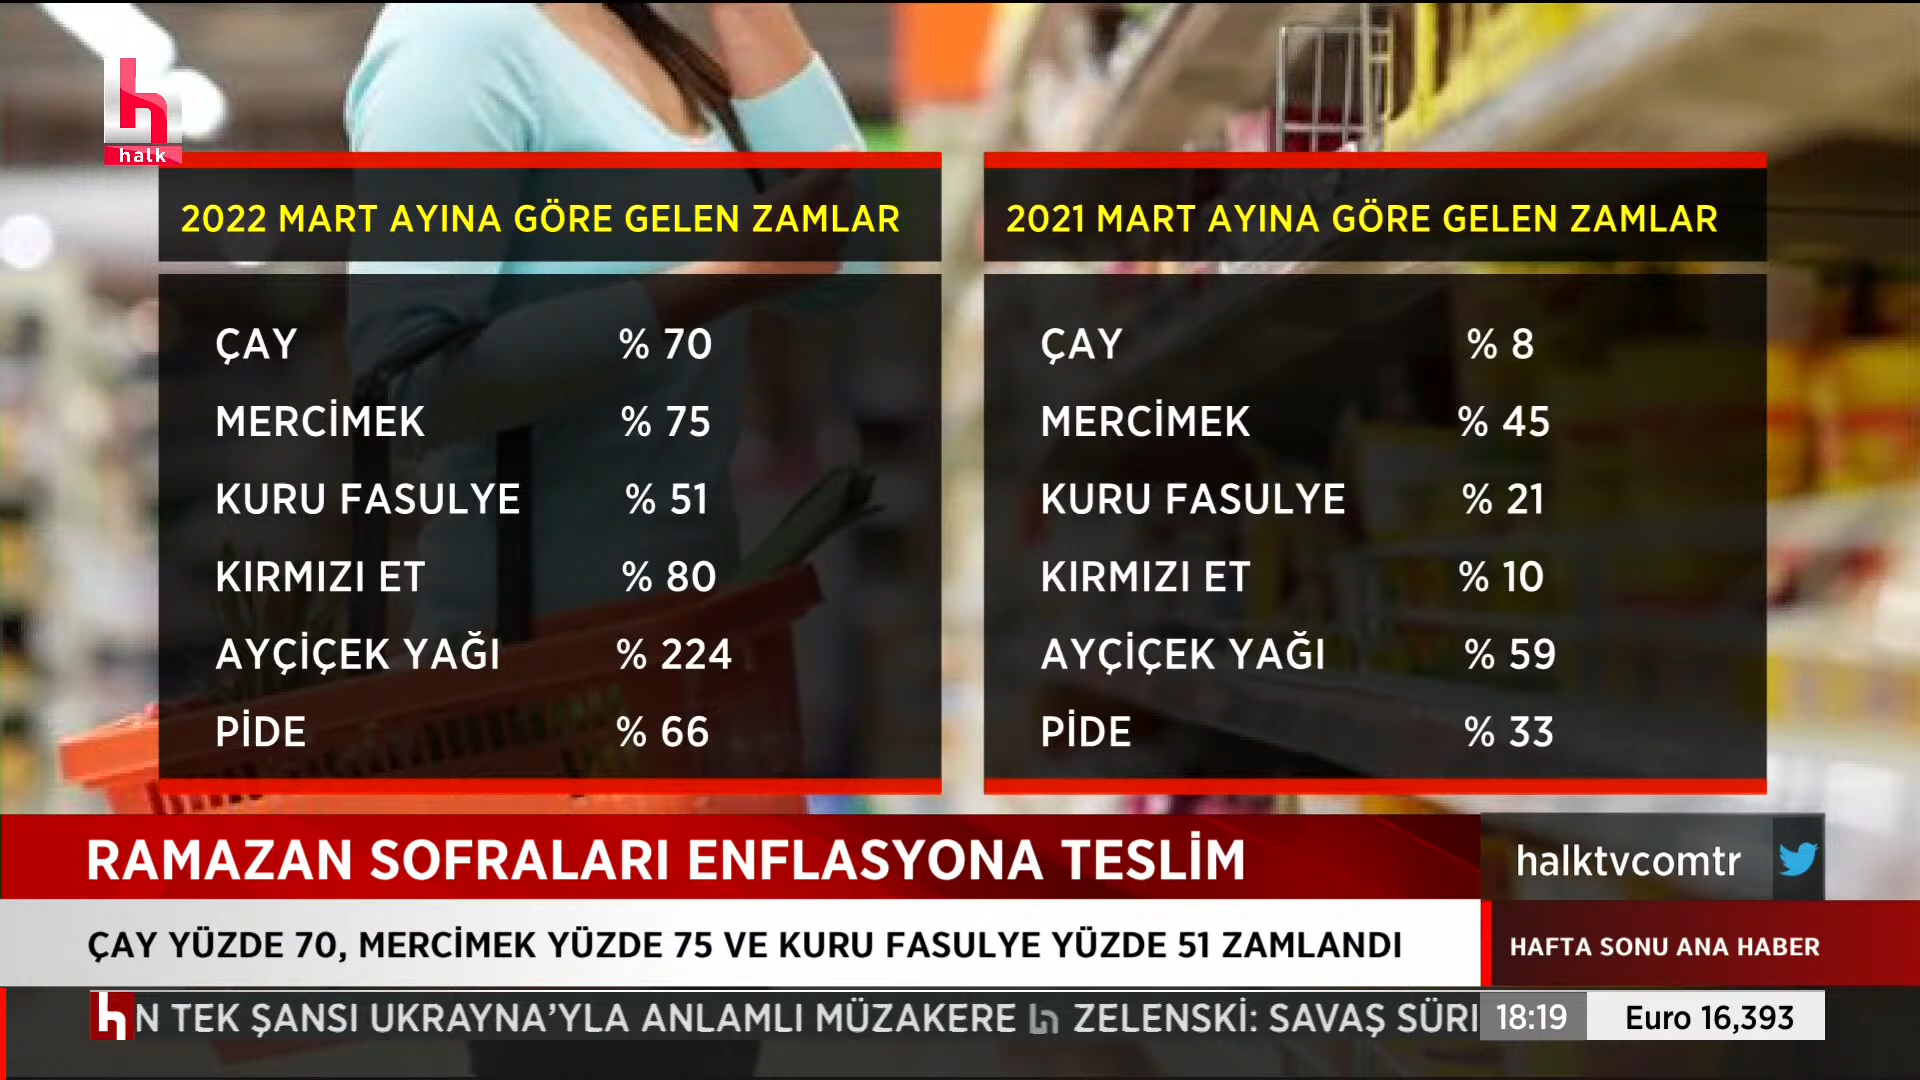 halk
2022 MART AYINA GÖRE GELEN ZAMLAR
ÇAY % 70
MERCİMEK % 75
KURU FASULYE % 51
KIRMIZI ET % 80
AYÇİÇEK YAĞI % 224
PİDE % 66
2021 MART AYINA GÖRE GELEN ZAMLAR
ÇAY % 8
MERCİMEK % 45
KURU FASULYE % 21
KIRMIZI ET % 10
AYÇİÇEK YAĞI % 59
PİDE % 33
RAMAZAN SOFRALARI ENFLASYONA TESLİM
halktvcomtr
ÇAY YÜZDE 70, MERCİMEK YÜZDE 75 VE KURU FASULYE YÜZDE 51 ZAMLANDI
HAFTA SONU ANA HABER
N TEK ŞANSI UKRAYNA'YLA ANLAMLI MÜZAKERE ZELENSKİ: SAVAŞ SÜRİ
18:19
Euro 16,393